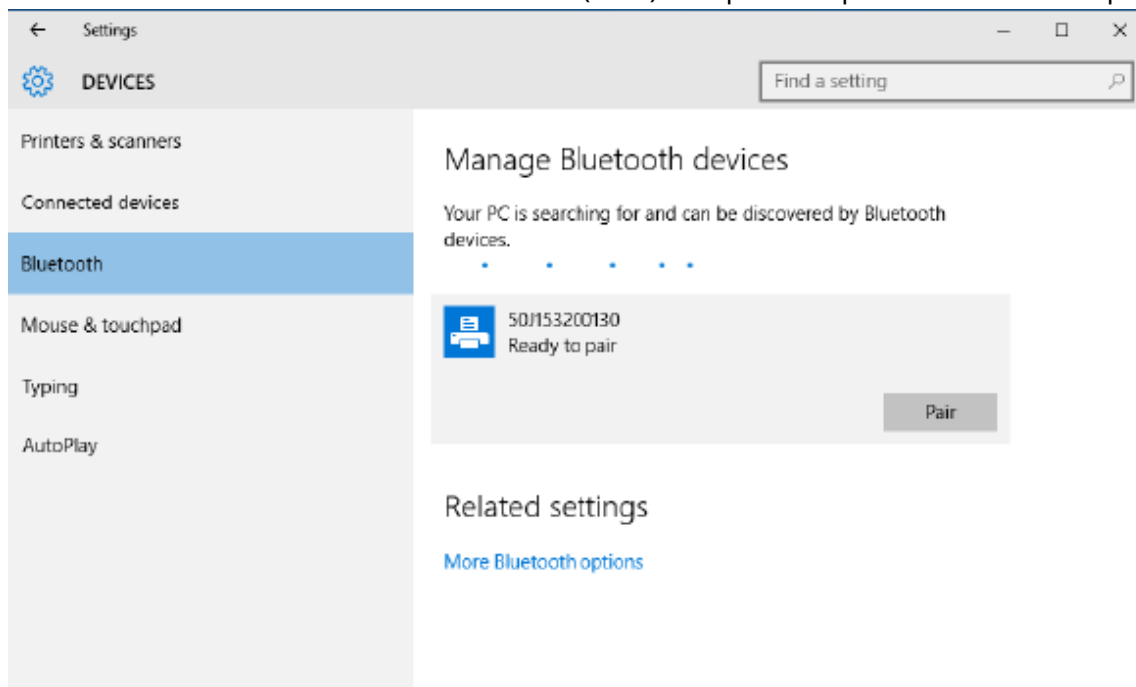 Settings
DEVICES
Find a setting
Printers & scanners
Connected devices
Bluetooth
Mouse & touchpad
Typing
AutoPlay
Manage Bluetooth devices
Your PC is searching for and can be discovered by Bluetooth
devices.
50J153200130
Ready to pair
Pair
Related settings
More Bluetooth options